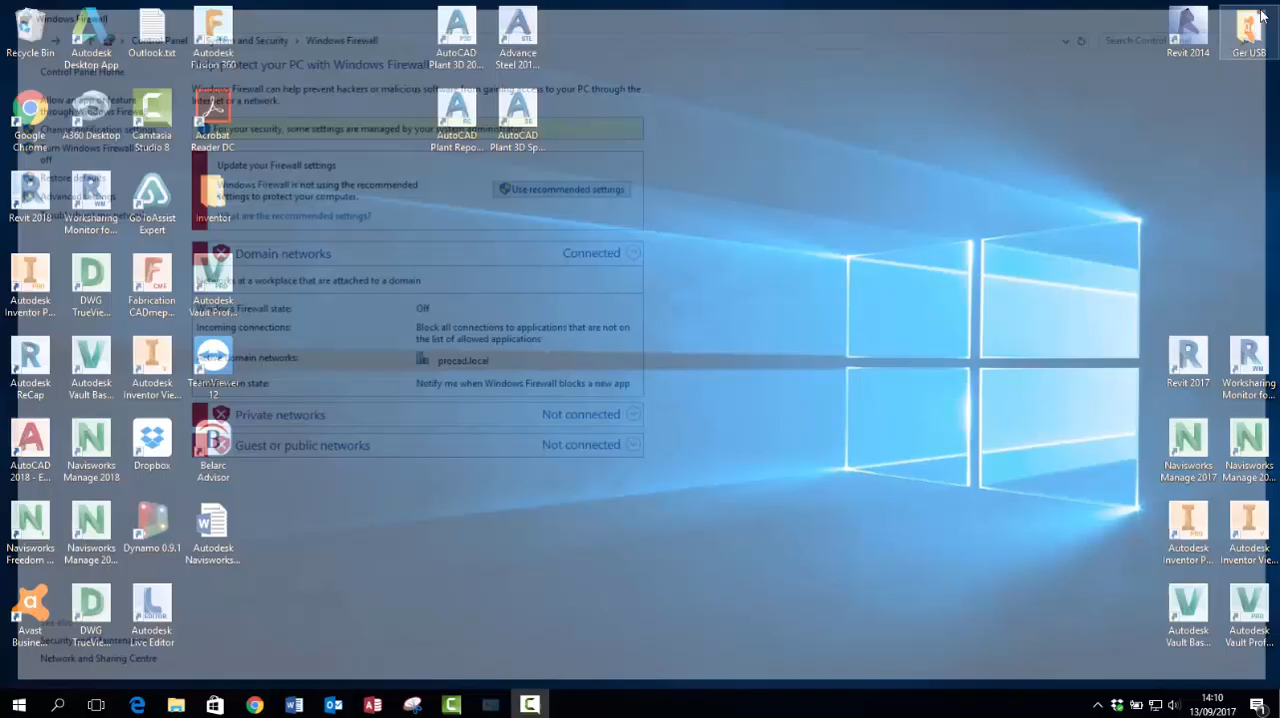 Windows Firewall
Control Panel > System and Security > Windows Firewall
Search Control
Control Panel Home
Allow an app or feature
through Windows Firewall
Change notification settings
Turn Windows Firewall
off
Restore defaults
Advanced settings
Help protect your PC with Windows Firewall
Windows Firewall can help prevent hackers or malicious software from gaining access to your PC through the
Internet or a network.
For your security, some settings are managed by your system administrator.
Update your Firewall settings
Windows Firewall is not using the recommended
settings to protect your computer.
Use recommended settings
What are the recommended settings?
Domain networks
Connected
Networks at a workplace that are attached to a domain
Windows Firewall state:
Off
Incoming connections:
Block all connections to applications that are not on
the list of allowed applications
Active domain networks:
procad.local
Notification state:
Notify me when Windows Firewall blocks a new app
Private networks
Not connected
Guest or public networks
Not connected
See also
Security and Maintenance
Network and Sharing Centre
Recycle Bin
Autodesk
Desktop App
Outlook.txt
Autodesk
Fusion 360
AutoCAD
Plant 3D 20...
Advance
Steel 201...
Revit 2014
Ger USB
Google
Chrome
A360 Desktop
Camtasia
Studio 8
Acrobat
Reader DC
AutoCAD
Plant Repo...
AutoCAD
Plant 3D Sp...
Revit 2018
Worksharing
Monitor fo...
GoToAssist
Expert
Inventor
Autodesk
Inventor P...
DWG
TrueView...
Fabrication
CADmep...
Autodesk
Vault Prof...
Autodesk
ReCap
Autodesk
Vault Bas...
Autodesk
Inventor Vie...
TeamViewer
12
Revit 2017
Worksharing
Monitor fo...
AutoCAD
2018 - E...
Navisworks
Manage 2018
Dropbox
Belarc
Advisor
Navisworks
Manage 2017
Navisworks
Manage 20...
Navisworks
Freedom ...
Navisworks
Manage 20...
Dynamo 0.9.1
Autodesk
Navisworks...
Autodesk
Inventor P...
Autodesk
Inventor Vie...
Avast
Busine...
DWG
TrueVie...
Autodesk
Live Editor
Autodesk
Vault Bas...
Autodesk
Vault Prof...
14:10
13/09/2017